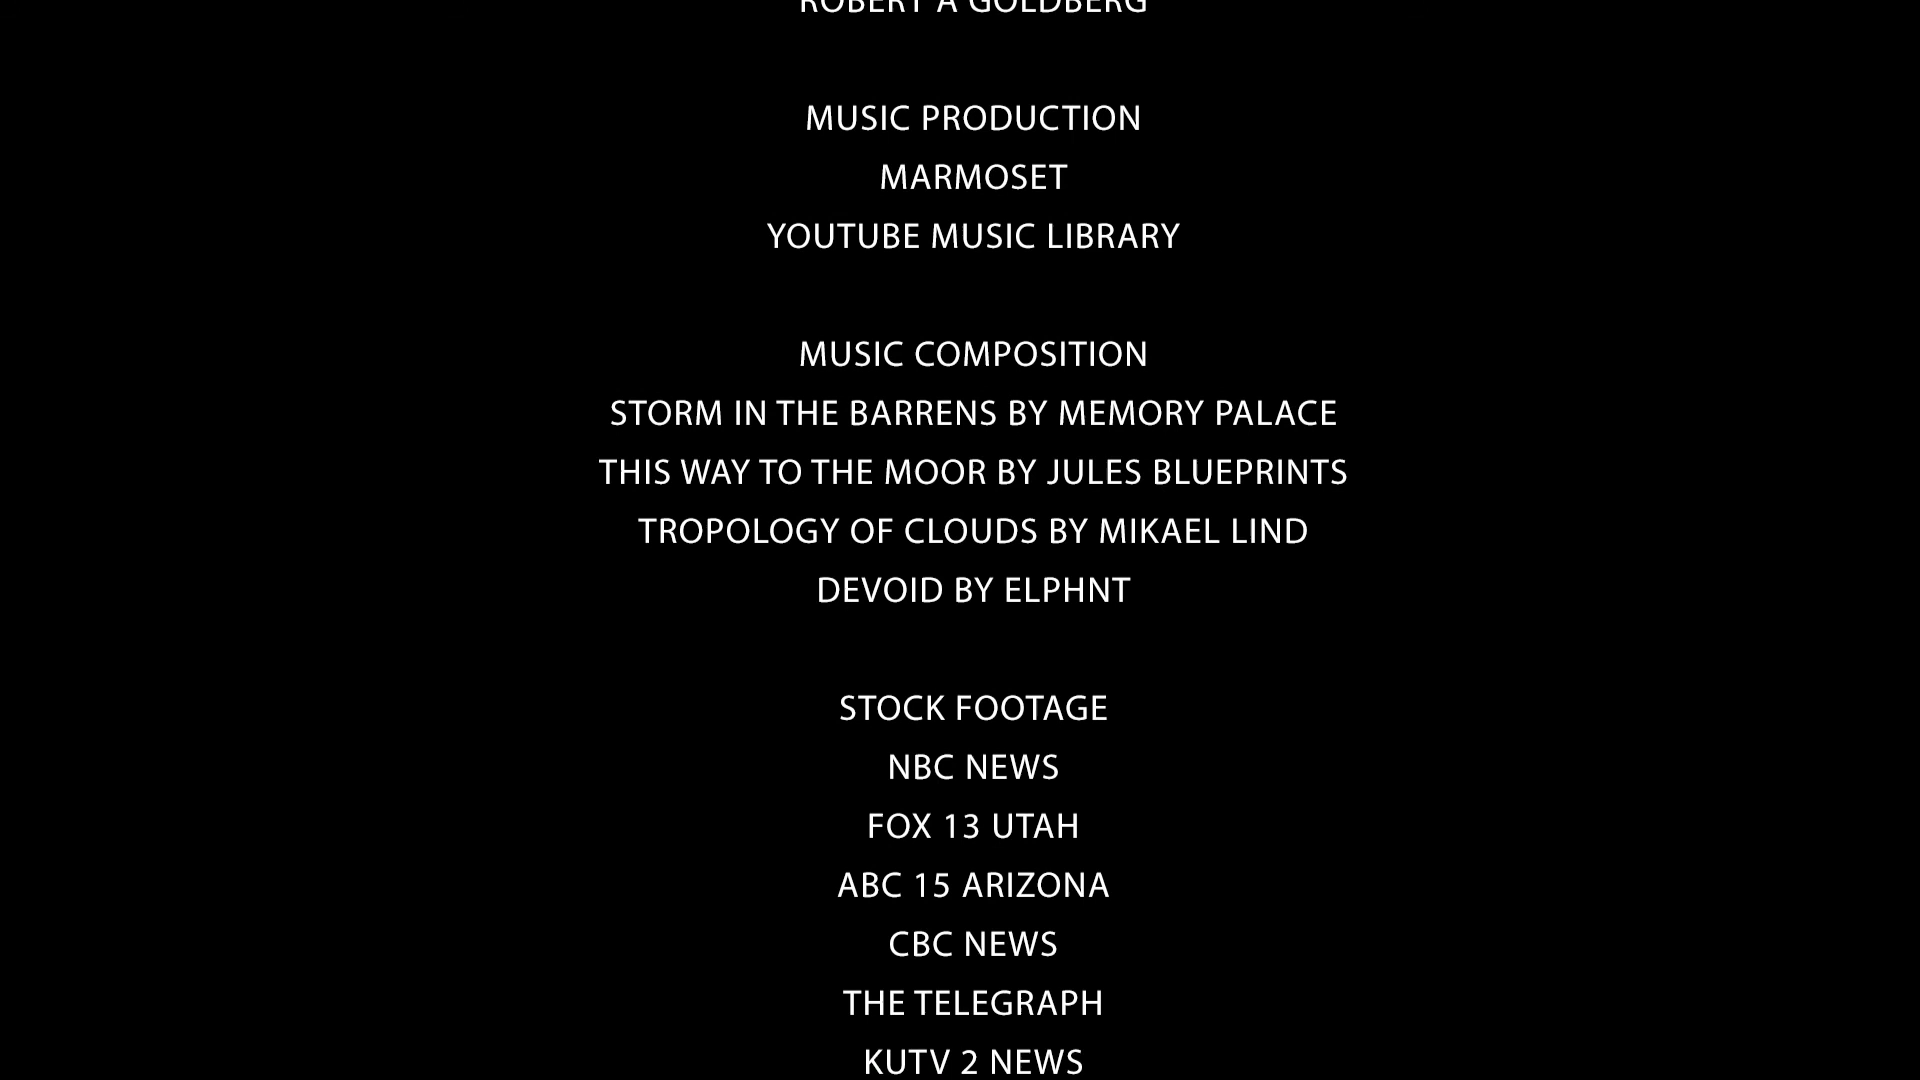 ROBERT A GOLDBERG
MUSIC PRODUCTION
MARMOSET
YOUTUBE MUSIC LIBRARY
MUSIC COMPOSITION
STORM IN THE BARRENS BY MEMORY PALACE
THIS WAY TO THE MOOR BY JULES BLUEPRINTS
TROPOLOGY OF CLOUDS BY MIKAEL LIND
DEVOID BY ELPHNT
STOCK FOOTAGE
NBC NEWS
FOX 13 UTAH
ABC 15 ARIZONA
CBC NEWS
THE TELEGRAPH
KUTV 2 NEWS